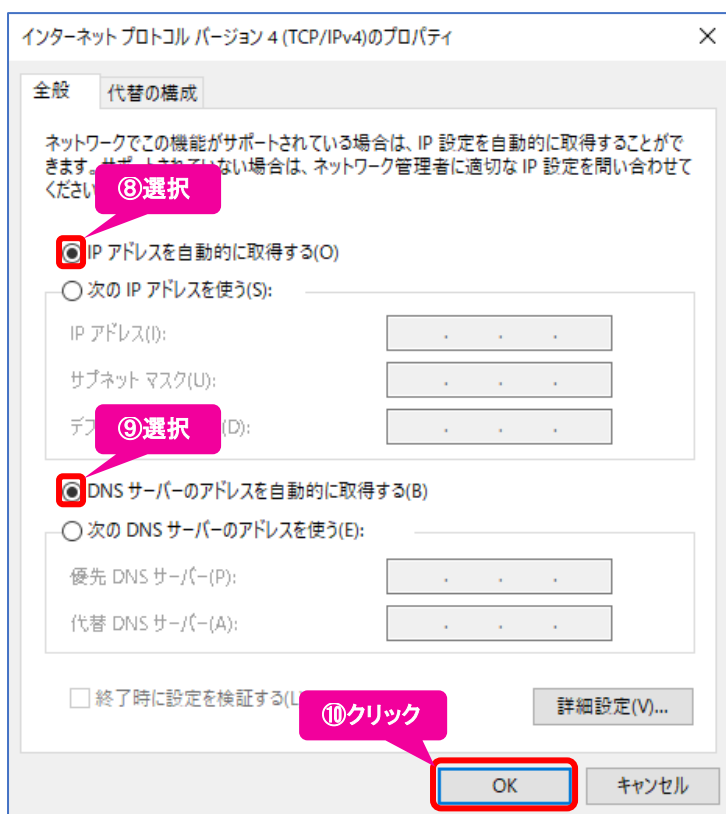 インターネット プロトコル バージョン 4 (TCP/IPv4)のプロパティ
全般
代替の構成
ネットワークでこの機能がサポートされている場合は、IP 設定を自動的に取得することがで
きます。サポートされていない場合は、ネットワーク管理者に適切な IP 設定を問い合わせて
くださ
⑧選択
IP アドレスを自動的に取得する(O)
次の IP アドレスを使う(S):
IP アドレス(I):
サブネット マスク(U):
デフ
⑨選択
(D):
DNS サーバーのアドレスを自動的に取得する(B)
次の DNS サーバーのアドレスを使う(E):
優先 DNS サーバー(P):
代替 DNS サーバー(A):
終了時に設定を検証する(L
⑩クリック
詳細設定(V)...
OK
キャンセル